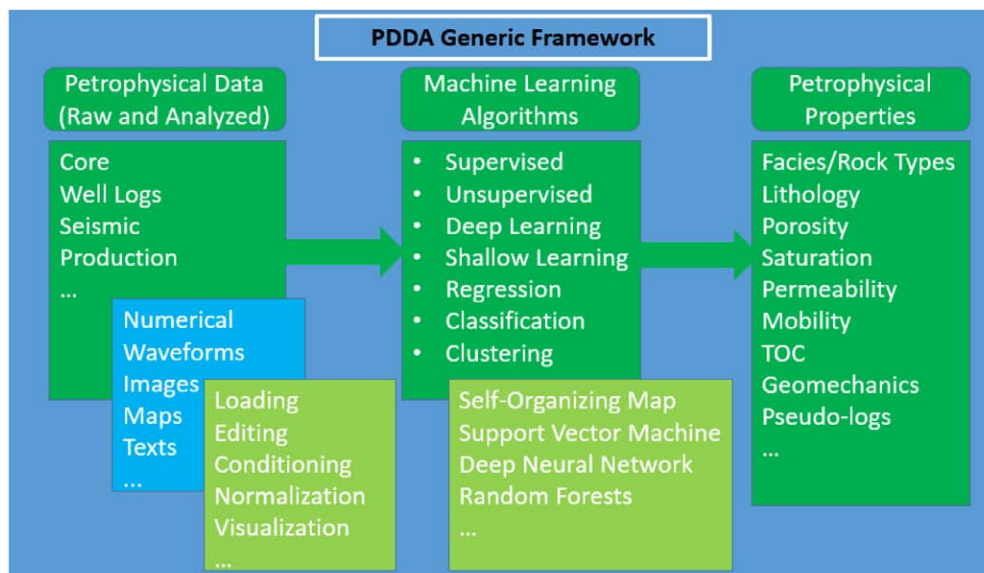 PDDA Generic Framework
Petrophysical Data
(Raw and Analyzed)
Core
Well Logs
Seismic
Production
...
Numerical
Waveforms
Images
Maps
Texts
...
Loading
Editing
Conditioning
Normalization
Visualization
...
Machine Learning
Algorithms
• Supervised
• Unsupervised
• Deep Learning
• Shallow Learning
• Regression
• Classification
• Clustering
Self-Organizing Map
Support Vector Machine
Deep Neural Network
Random Forests
...
Petrophysical
Properties
Facies/Rock Types
Lithology
Porosity
Saturation
Permeability
Mobility
TOC
Geomechanics
Pseudo-logs
...